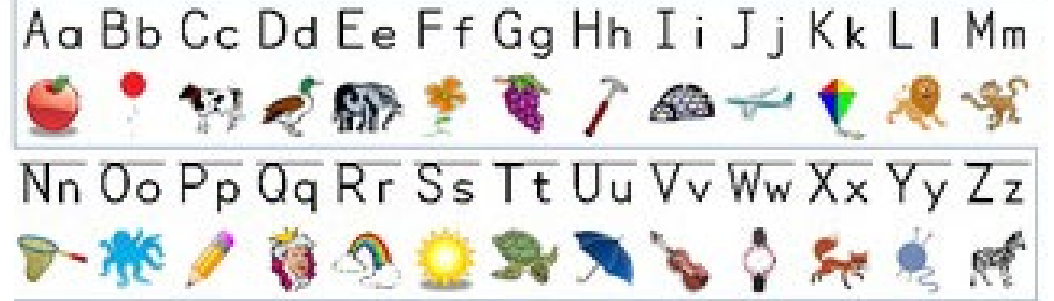 Aa Bb Cc Dd Ee Ff Gg Hh Ii Jj Kk Ll Mm
Nn Oo Pp Qq Rr Ss Tt Uu Vv Ww Xx Yy Zz